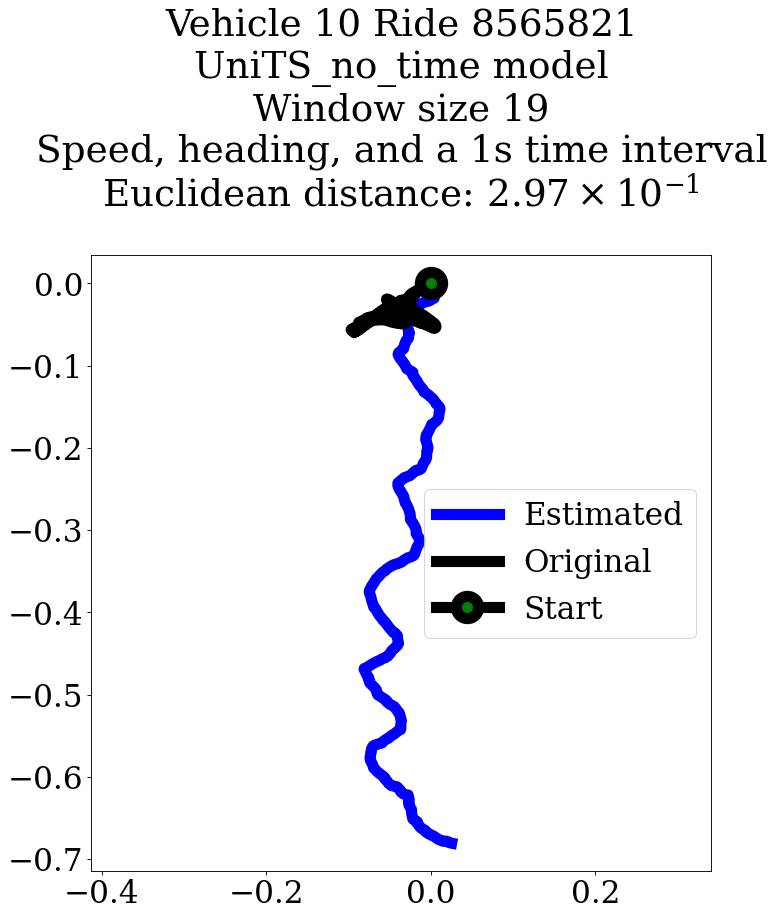 Vehicle 10 Ride 8565821
UniTS_no_time model
Window size 19
Speed, heading, and a 1s time interval
Euclidean distance: 2.97 × 10⁻¹
0.0
−0.1
−0.2
−0.3
−0.4
−0.5
−0.6
−0.7
Estimated
Original
Start
−0.4
−0.2
0.0
0.2